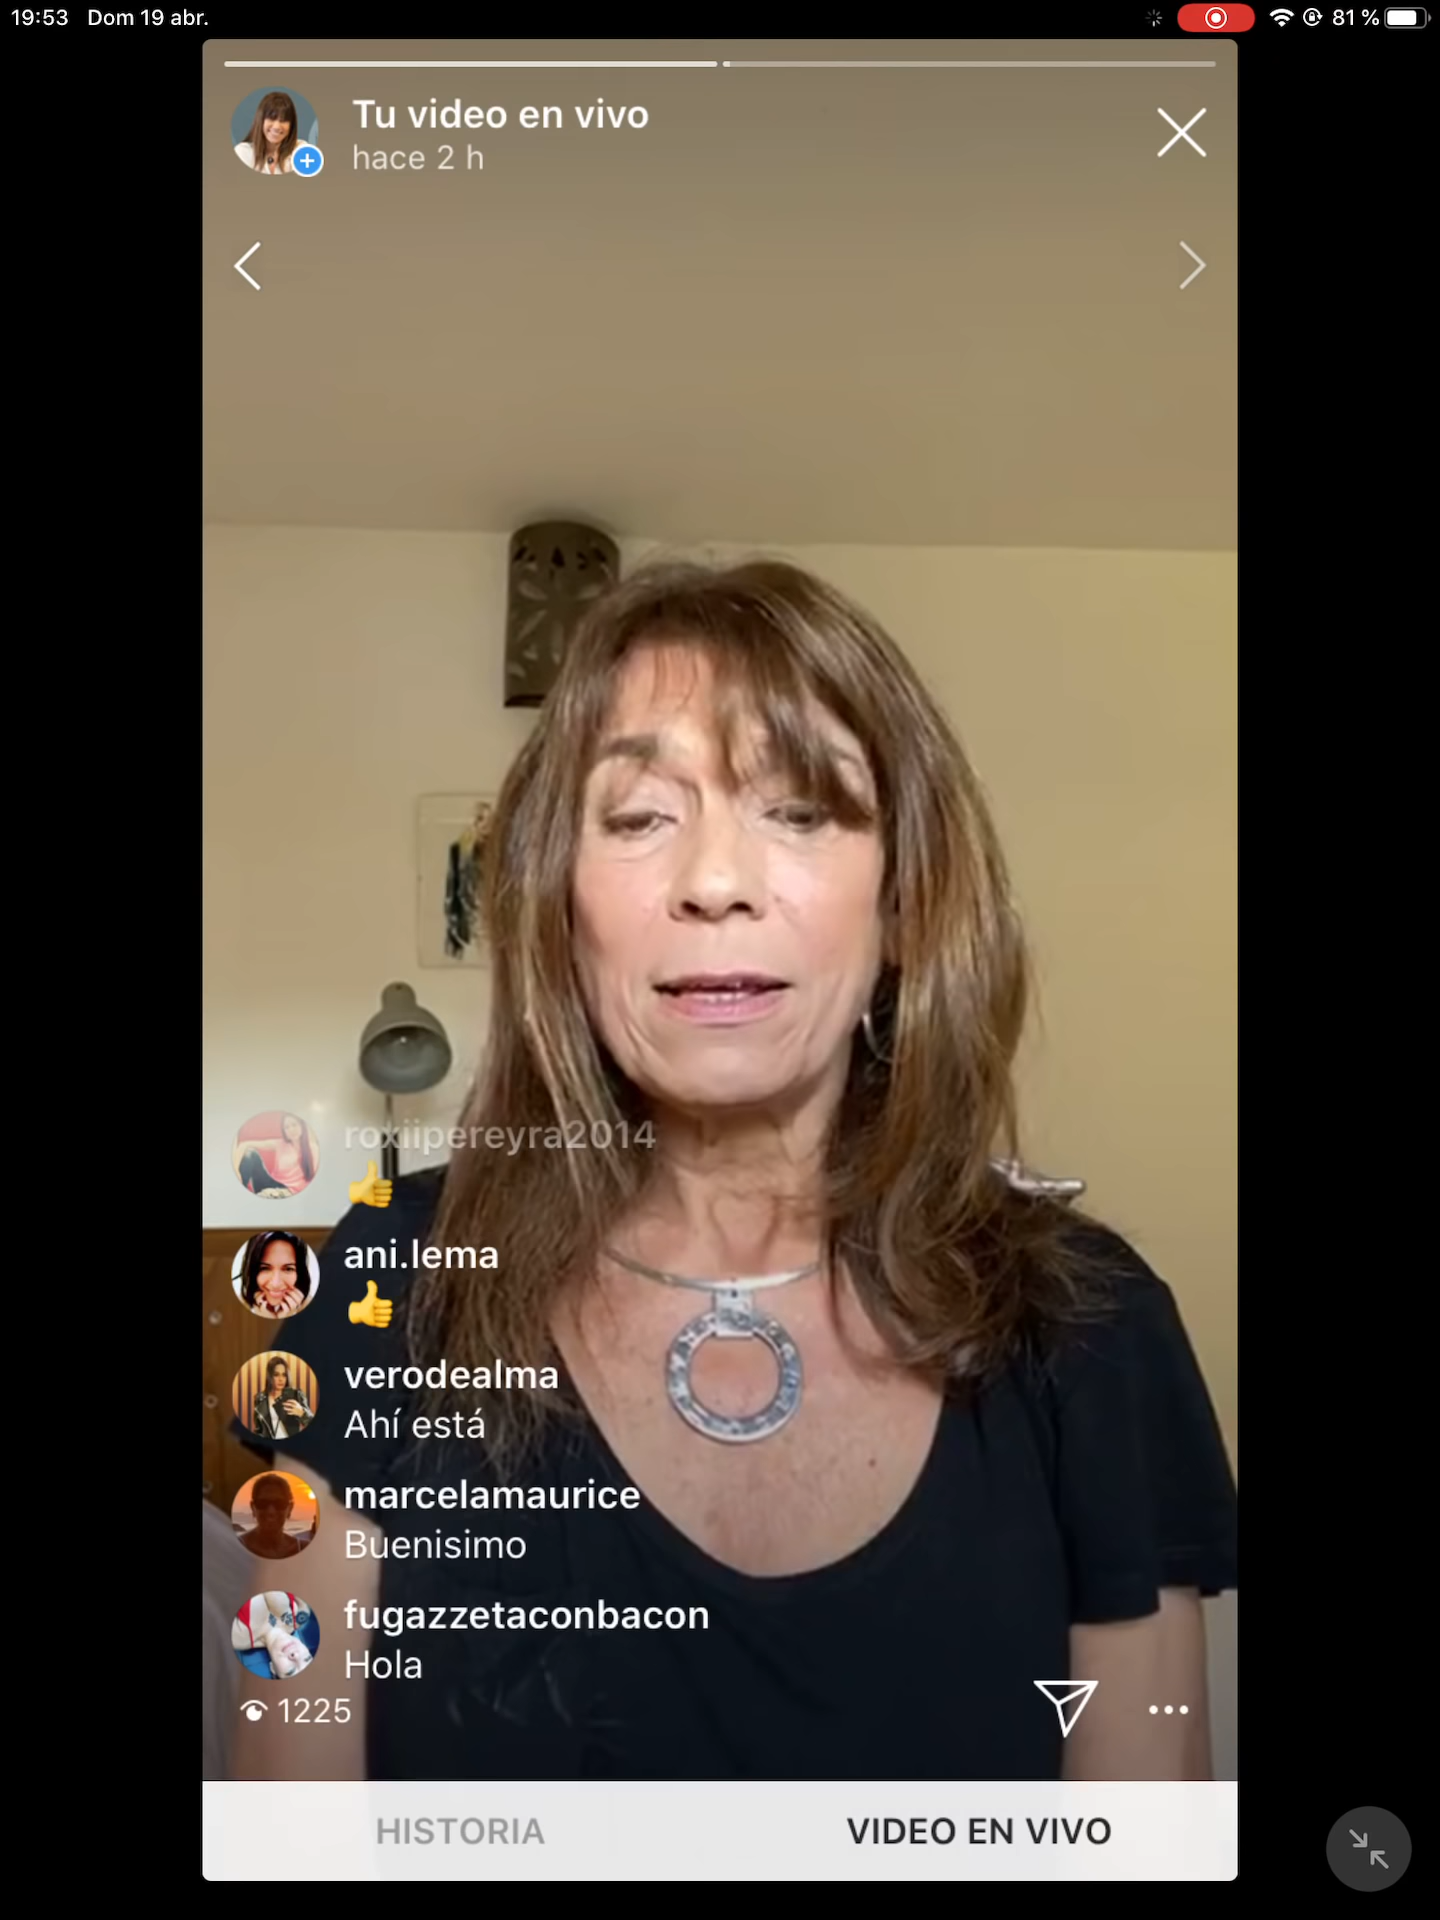 19:53 Dom 19 abr. 81 %
Tu video en vivo
hace 2 h
roxiipereyra2014
👍
ani.lema
👍
verodealma
Ahí está
marcelamaurice
Buenisimo
fugazzetaconbacon
Hola
1225
HISTORIA VIDEO EN VIVO